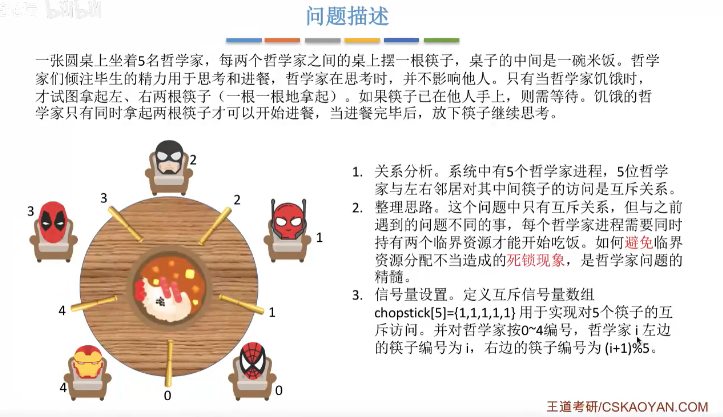 问题描述
一张圆桌上坐着5名哲学家，每两个哲学家之间的桌上摆一根筷子，桌子的中间是一碗米饭。哲学
家们倾注毕生的精力用于思考和进餐，哲学家在思考时，并不影响他人。只有当哲学家饥饿时，
才试图拿起左、右两根筷子（一根一根地拿起）。如果筷子已在他人手上，则需等待。饥饿的哲
学家只有同时拿起两根筷子才可以开始进餐，当进餐完毕后，放下筷子继续思考。
2
3
2
3
1
4
1
4
0
0
1. 关系分析。系统中有5个哲学家进程，5位哲学
家与左右邻居对其中间筷子的访问是互斥关系。
2. 整理思路。这个问题中只有互斥关系，但与之前
遇到的问题不同的事，每个哲学家进程需要同时
持有两个临界资源才能开始吃饭。如何避免临界
资源分配不当造成的死锁现象，是哲学家问题的
精髓。
3. 信号量设置。定义互斥信号量数组
chopstick[5]={1,1,1,1,1} 用于实现对5个筷子的互
斥访问。并对哲学家按0~4编号，哲学家 i 左边
的筷子编号为 i，右边的筷子编号为 (i+1)%5。
王道考研/CSKAOYAN.COM